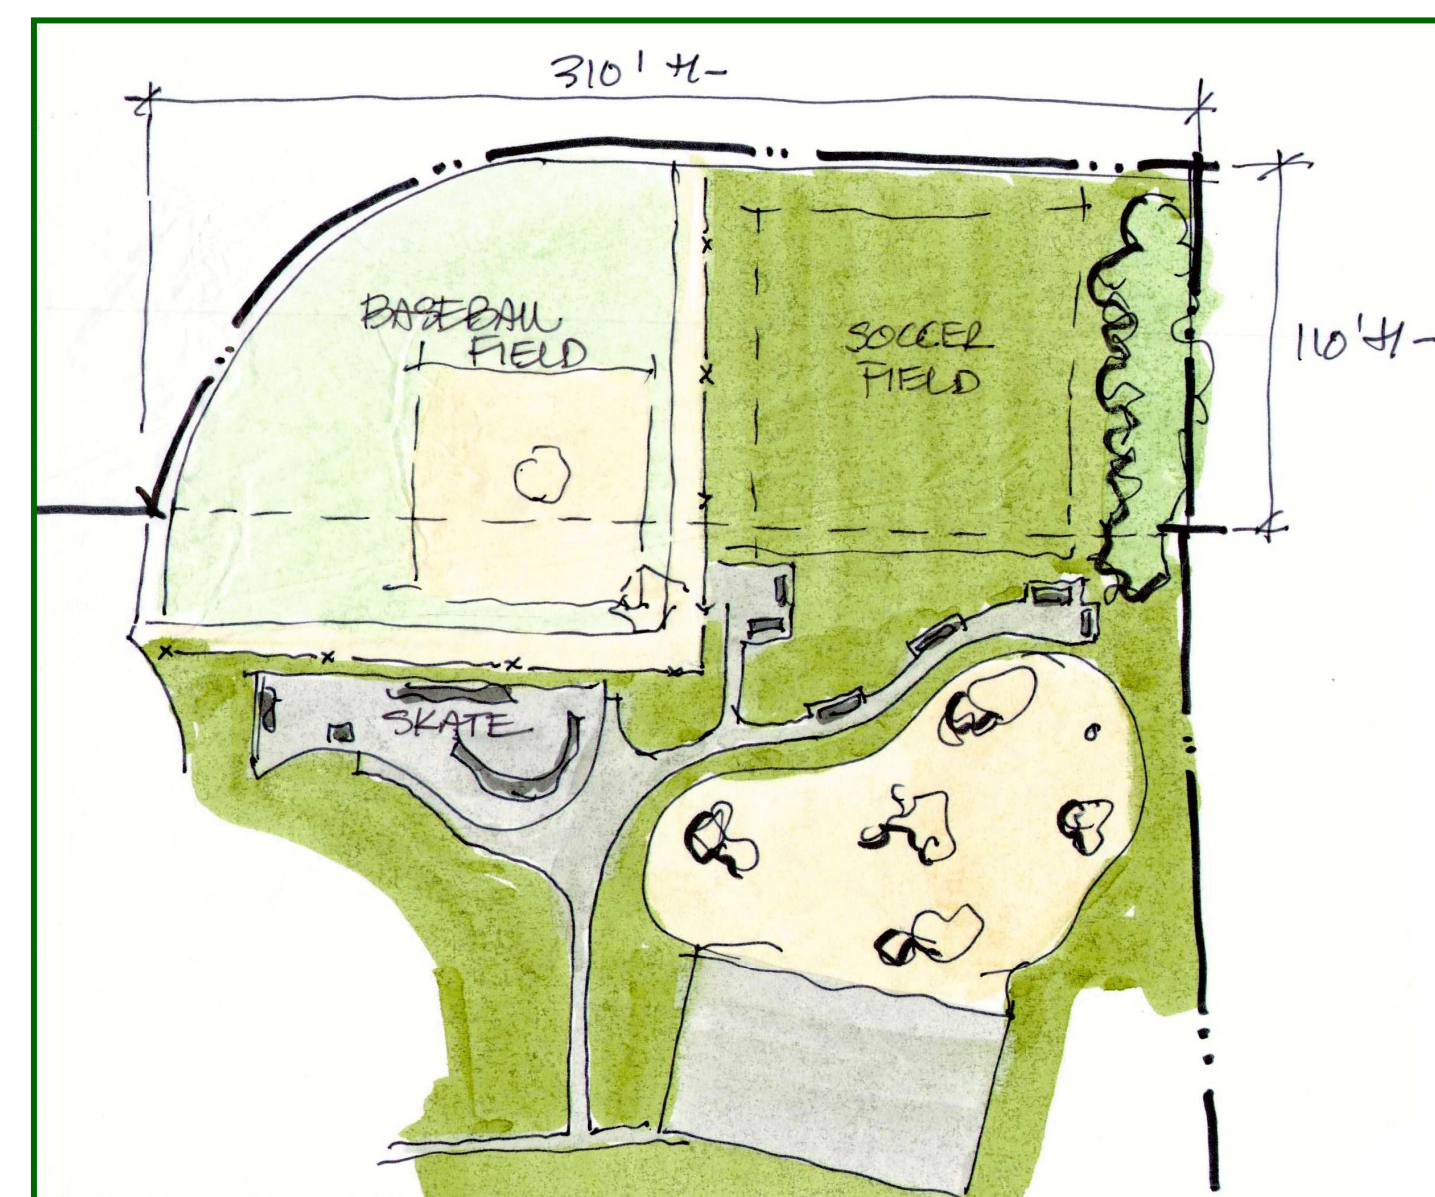 310' +/-
BASEBALL
FIELD
SOCCER
FIELD
110' +/-
SKATE